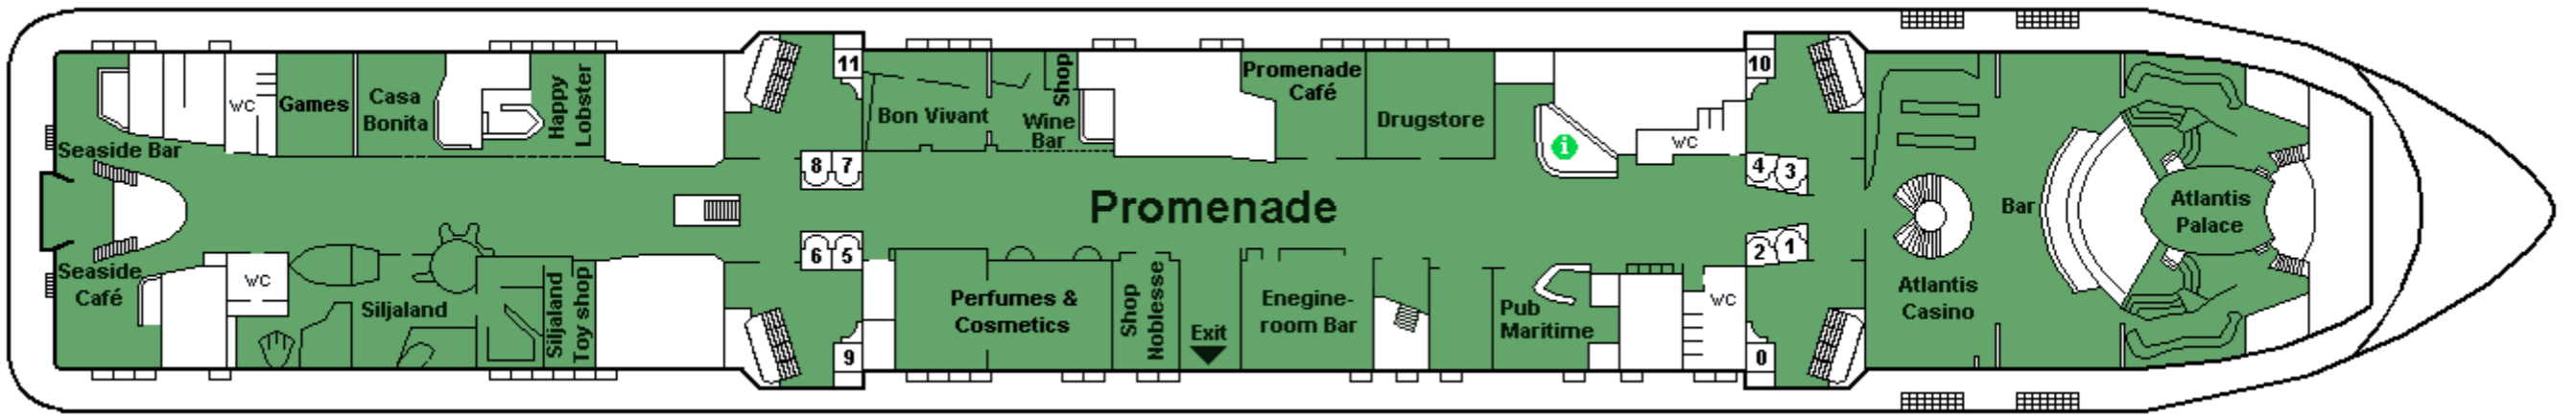 11
10
WC
Games
Casa
Bonita
Happy
Lobster
Bon Vivant
Shop
Wine
Bar
Promenade
Café
Drugstore
i
WC
Seaside Bar
8
7
4
3
Promenade
Bar
Atlantis
Palace
6
5
2
1
Seaside
Café
WC
Siljaland
Siljaland
Toy shop
Perfumes &
Cosmetics
Shop
Noblesse
Exit
Enegine-
room Bar
Pub
Maritime
WC
Atlantis
Casino
9
0